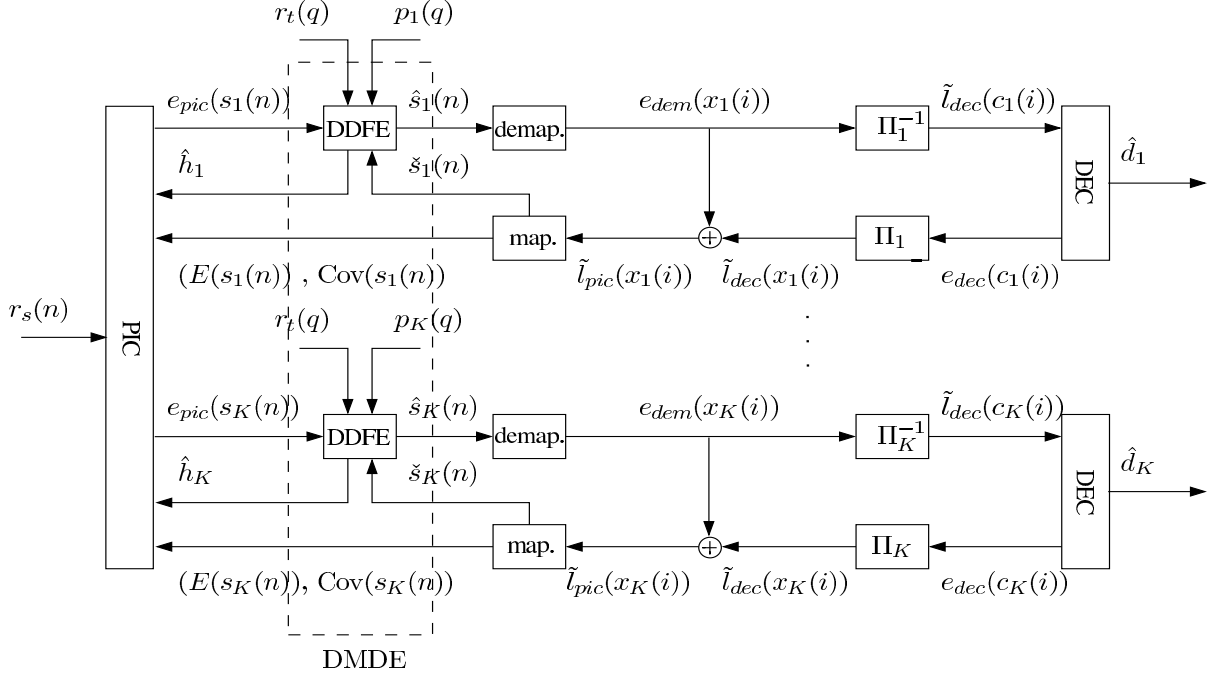 r_t(q) p_1(q)
e_pic(s_1(n)) ŝ_1(n) e_dem(x_1(i)) l̃_dec(c_1(i))
DDFE demap. Π_1^{-1}
ĥ_1 š_1(n) DEC d̂_1
map. + Π_1
(E(s_1(n)) , Cov(s_1(n)) l̃_pic(x_1(i)) l̃_dec(x_1(i)) e_dec(c_1(i))
r_s(n) PIC r_t(q) p_K(q)
. . .
e_pic(s_K(n)) ŝ_K(n) e_dem(x_K(i)) l̃_dec(c_K(i))
DDFE demap. Π_K^{-1}
ĥ_K š_K(n) DEC d̂_K
map. + Π_K
(E(s_K(n)), Cov(s_K(n)) l̃_pic(x_K(i)) l̃_dec(x_K(i)) e_dec(c_K(i))
DMDE